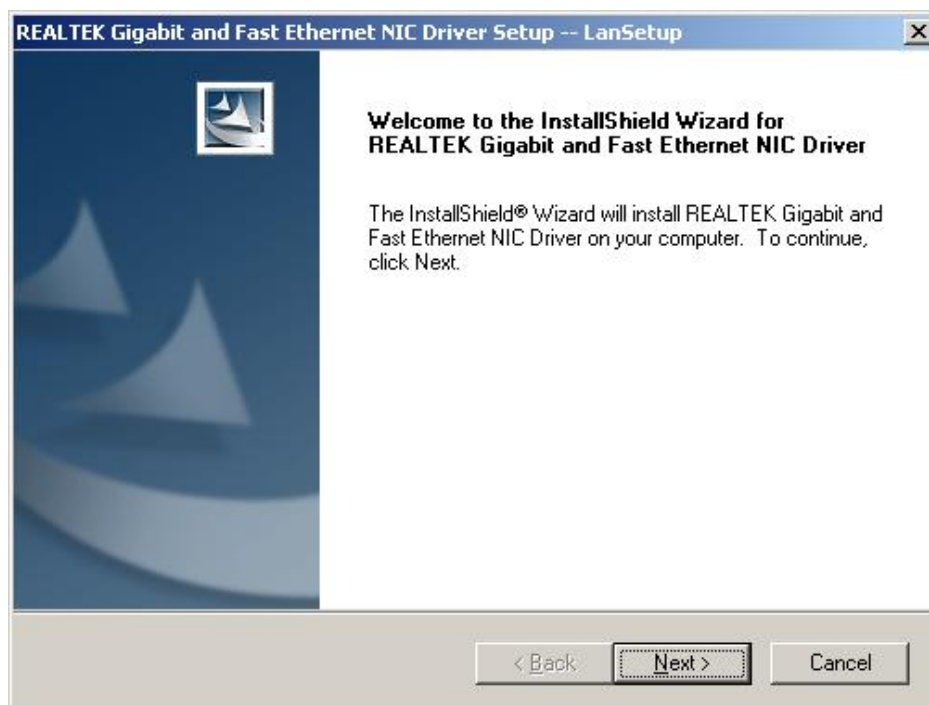 REALTEK Gigabit and Fast Ethernet NIC Driver Setup -- LanSetup
Welcome to the InstallShield Wizard for
REALTEK Gigabit and Fast Ethernet NIC Driver
The InstallShield® Wizard will install REALTEK Gigabit and
Fast Ethernet NIC Driver on your computer. To continue,
click Next.
< Back
Next >
Cancel